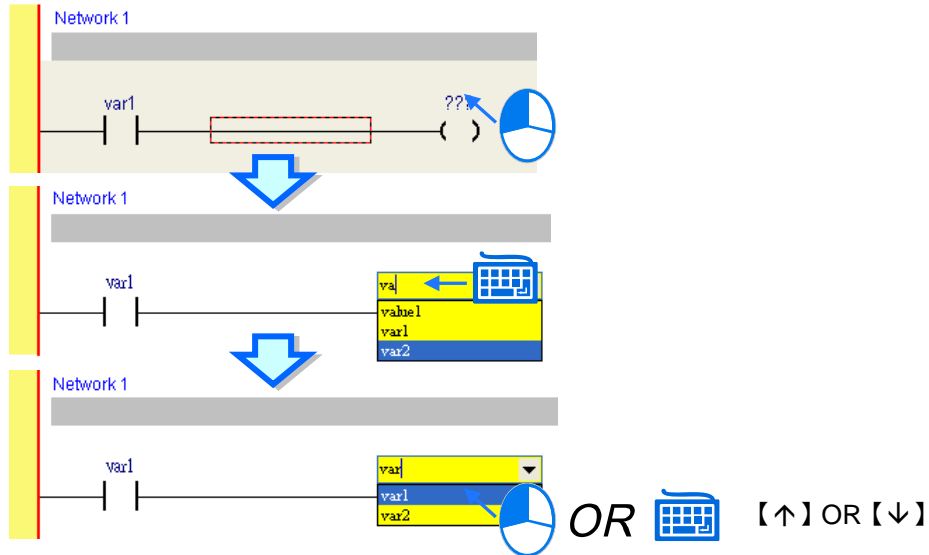 Network 1
var1
???
Network 1
var1
va
value1
var1
var2
Network 1
var1
var
var1
var2
OR 【↑】OR【↓】